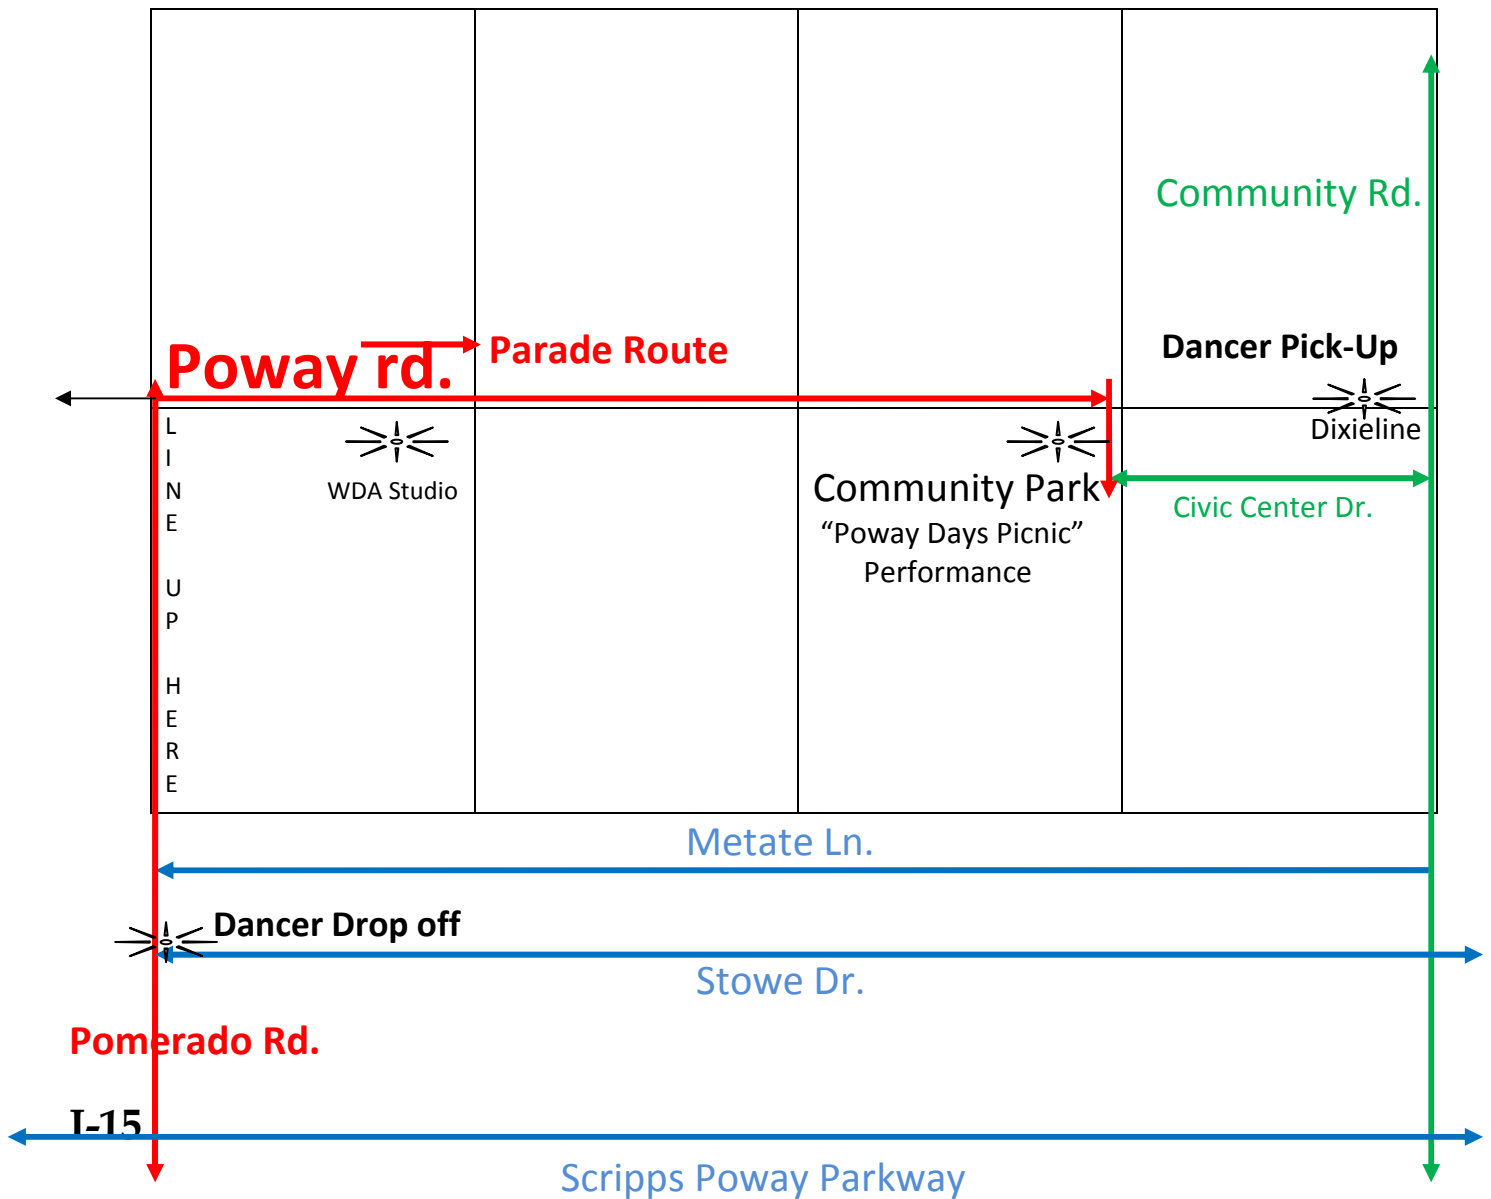 Community Rd.
Poway rd.
Parade Route
Dancer Pick-Up
Dixieline
LINE UP HERE
WDA Studio
Community Park
“Poway Days Picnic”
Performance
Civic Center Dr.
Metate Ln.
Dancer Drop off
Stowe Dr.
Pomerado Rd.
I-15
Scripps Poway Parkway